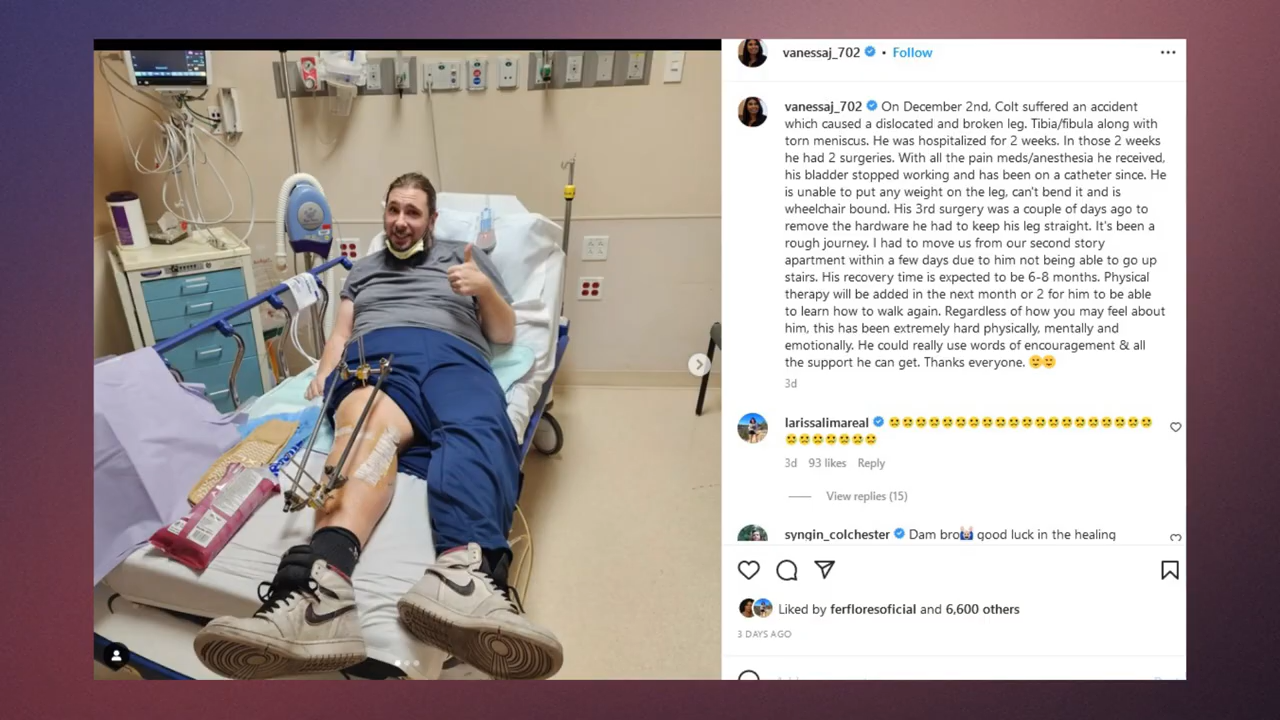 vanessaj_702 • Follow
vanessaj_702 On December 2nd, Colt suffered an accident
which caused a dislocated and broken leg. Tibia/fibula along with
torn meniscus. He was hospitalized for 2 weeks. In those 2 weeks
he had 2 surgeries. With all the pain meds/anesthesia he received,
his bladder stopped working and has been on a catheter since. He
is unable to put any weight on the leg, can't bend it and is
wheelchair bound. His 3rd surgery was a couple of days ago to
remove the hardware he had to keep his leg straight. It's been a
rough journey. I had to move us from our second story
apartment within a few days due to him not being able to go up
stairs. His recovery time is expected to be 6-8 months. Physical
therapy will be added in the next month or 2 for him to be able
to learn how to walk again. Regardless of how you may feel about
him, this has been extremely hard physically, mentally and
emotionally. He could really use words of encouragement & all
the support he can get. Thanks everyone.
3d
larissalimareal
3d 93 likes Reply
View replies (15)
syngin_colchester Dam bro good luck in the healing
Liked by ferfloresoficial and 6,600 others
3 DAYS AGO